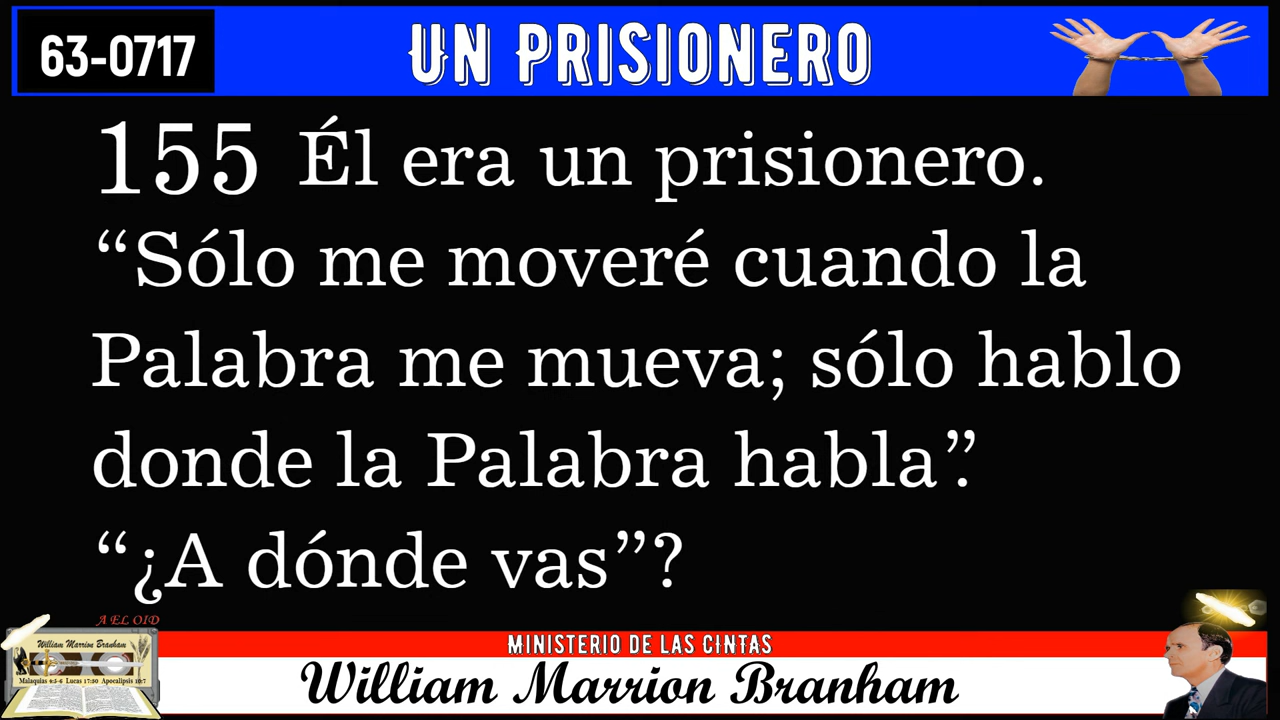 63-0717
UN PRISIONERO
155 Él era un prisionero.
“Sólo me moveré cuando la
Palabra me mueva; sólo hablo
donde la Palabra habla”.
“¿A dónde vas”?
A EL OID
William Marrion Branham
Malaquias 4:5-6 Lucas 17:30 Apocalipsis 10:7
MINISTERIO DE LAS CINTAS
William Marrion Branham